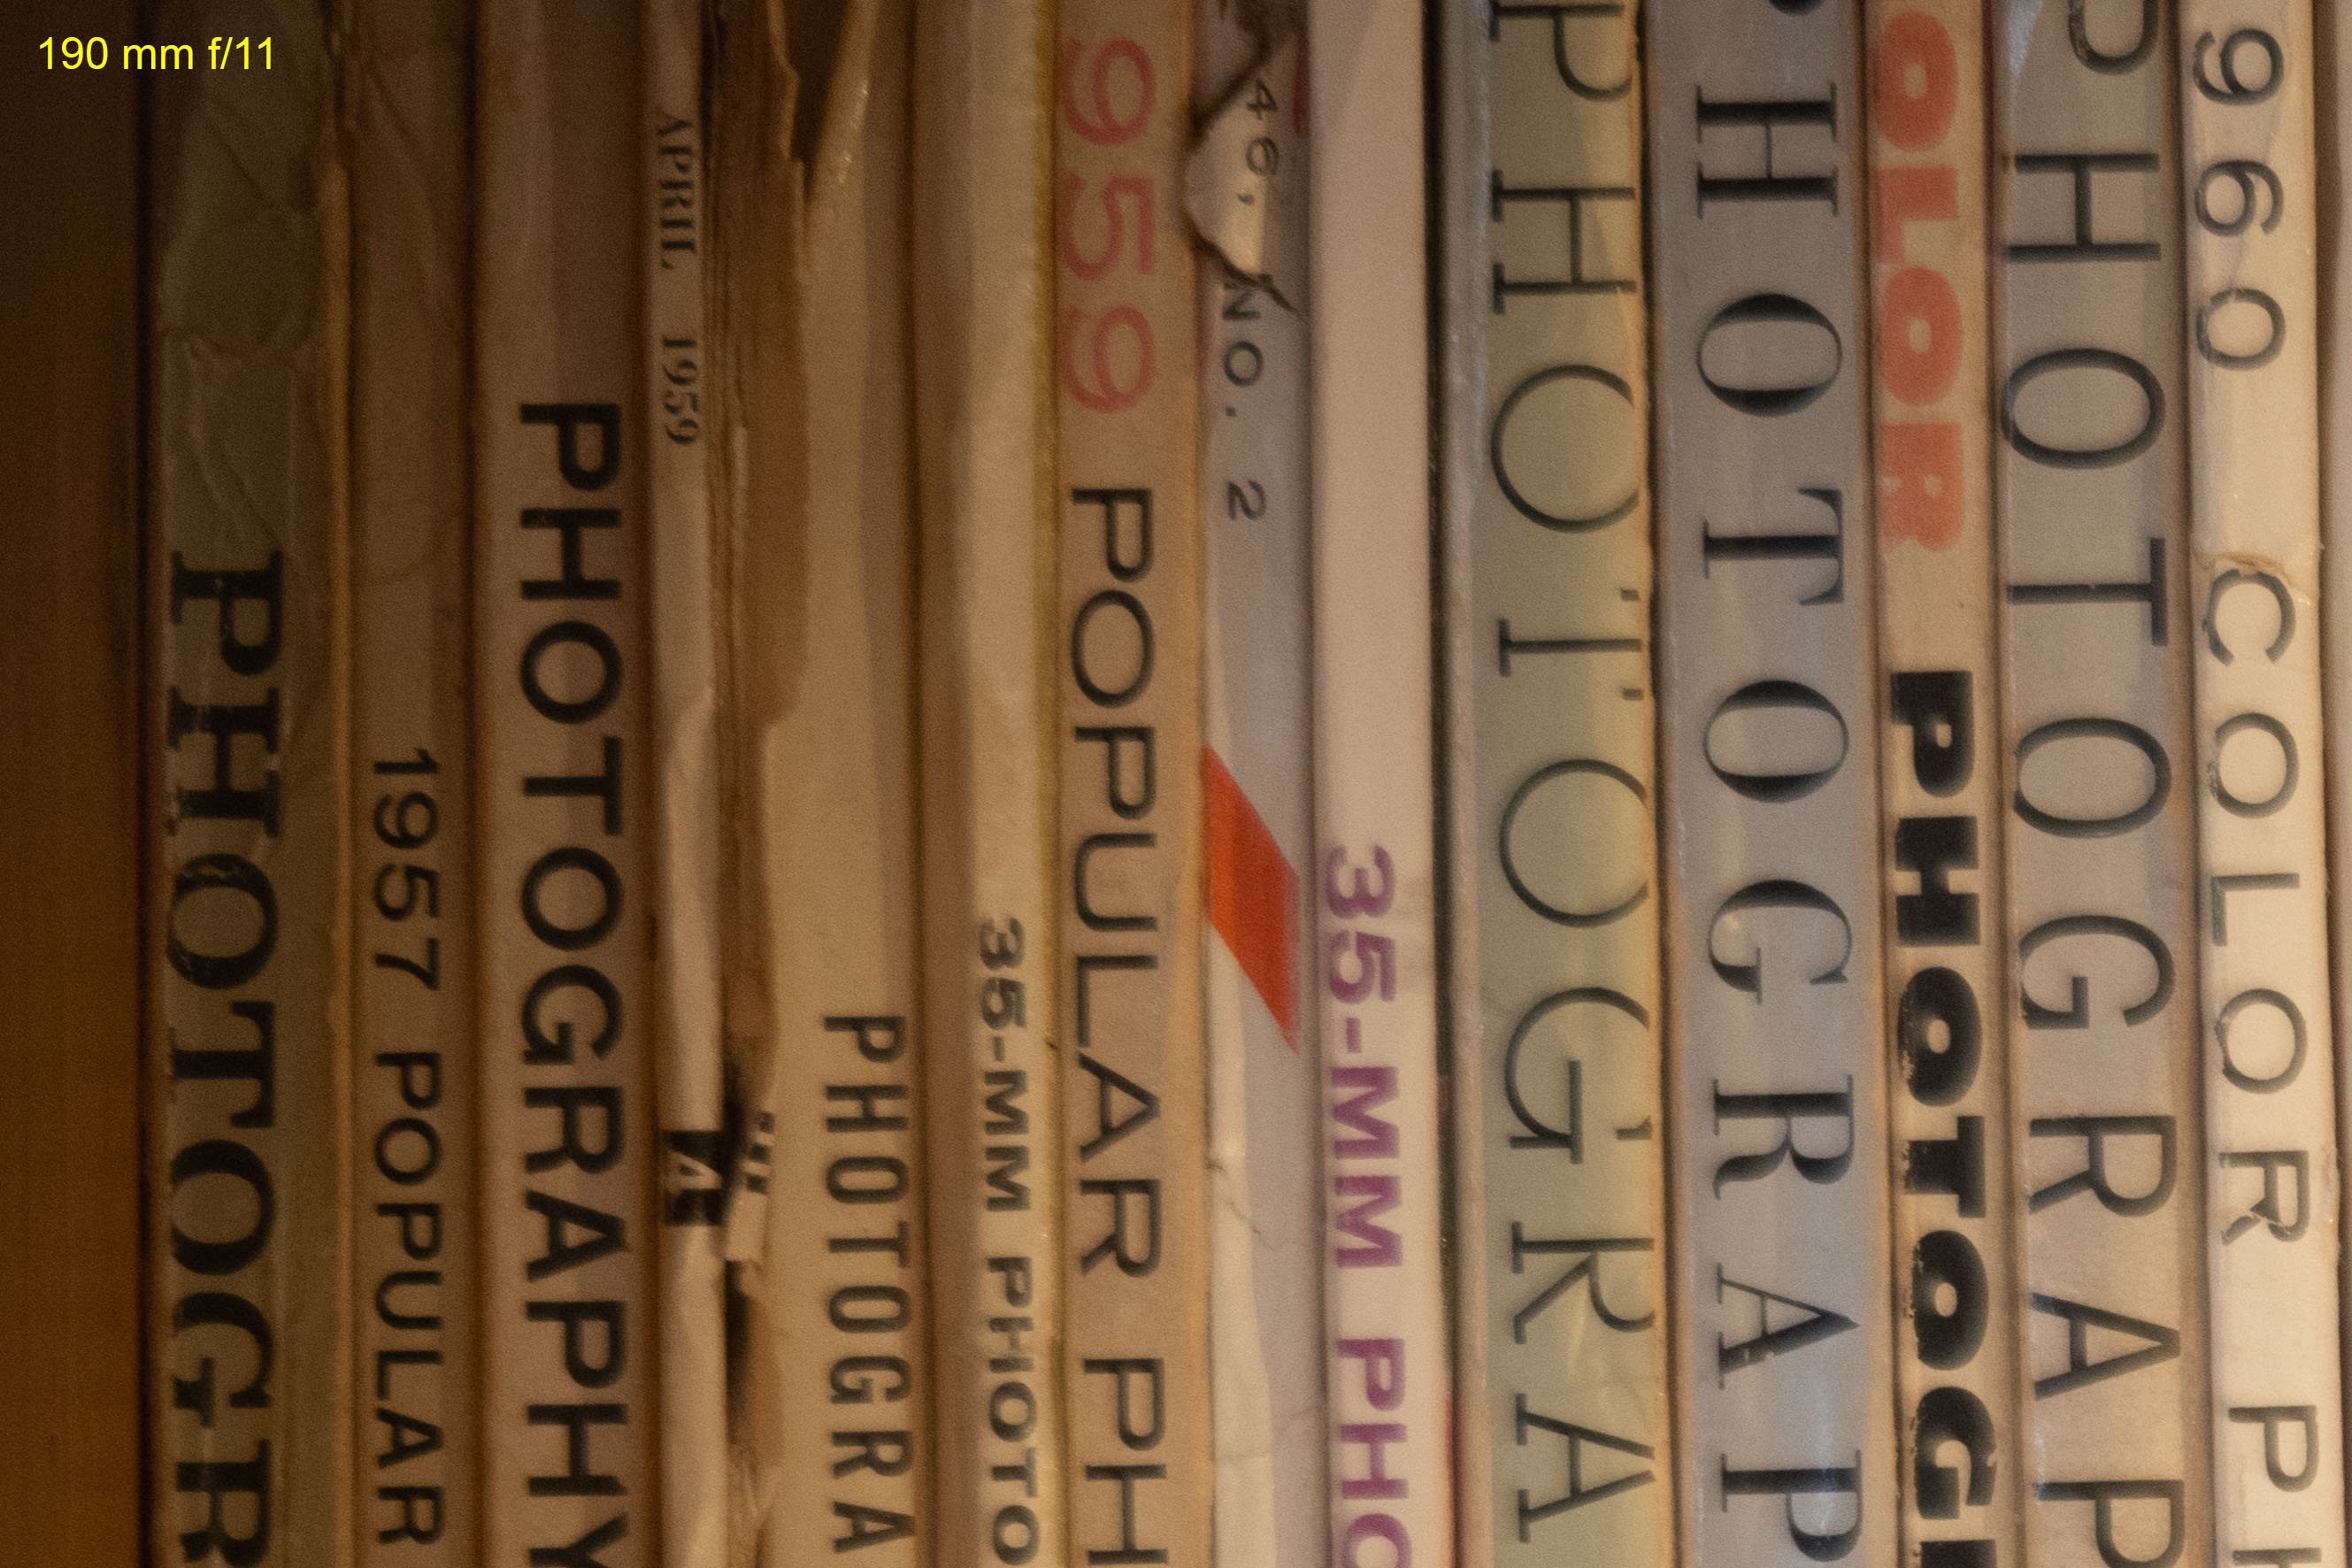 190 mm f/11
PHOTOGR
1957 POPULAR
PHOTOGRAPHY
APRIL 1959
PHOTOGRA
35-MM PHOTO
959 POPULAR PH
46, NO. 2
35-MM PHO
PHOTOGRA
PHOTOGRAP
OLOR PHOTOG
PHOTOGRAP
960 COLOR P